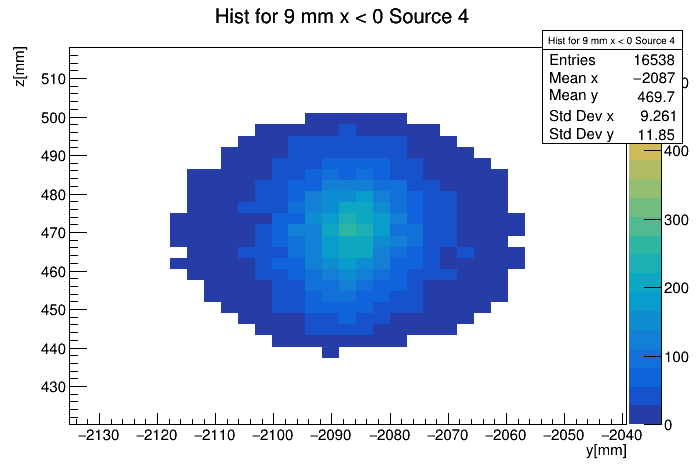 Hist for 9 mm x < 0 Source 4
Hist for 9 mm x < 0 Source 4
Entries 16538
Mean x −2087
Mean y 469.7
Std Dev x 9.261
Std Dev y 11.85
z[mm]
510
500
490
480
470
460
450
440
430
−2130 −2120 −2110 −2100 −2090 −2080 −2070 −2060 −2050 −2040
y[mm]
400
300
200
100
0